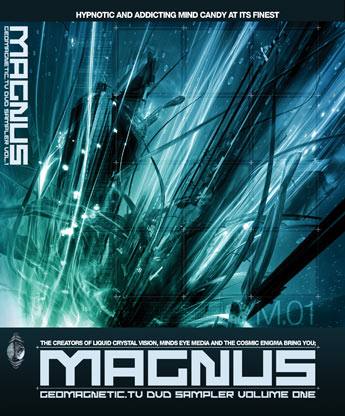 HYPNOTIC AND ADDICTING MIND CANDY AT ITS FINEST
MAGNUS
GEOMAGNETIC.TV DVD SAMPLER VOL.1
M.01
THE CREATORS OF LIQUID CRYSTAL VISION, MINDS EYE MEDIA AND THE COSMIC ENIGMA BRING YOU;
MAGNUS
GEOMAGNETIC.TV DVD SAMPLER VOLUME ONE